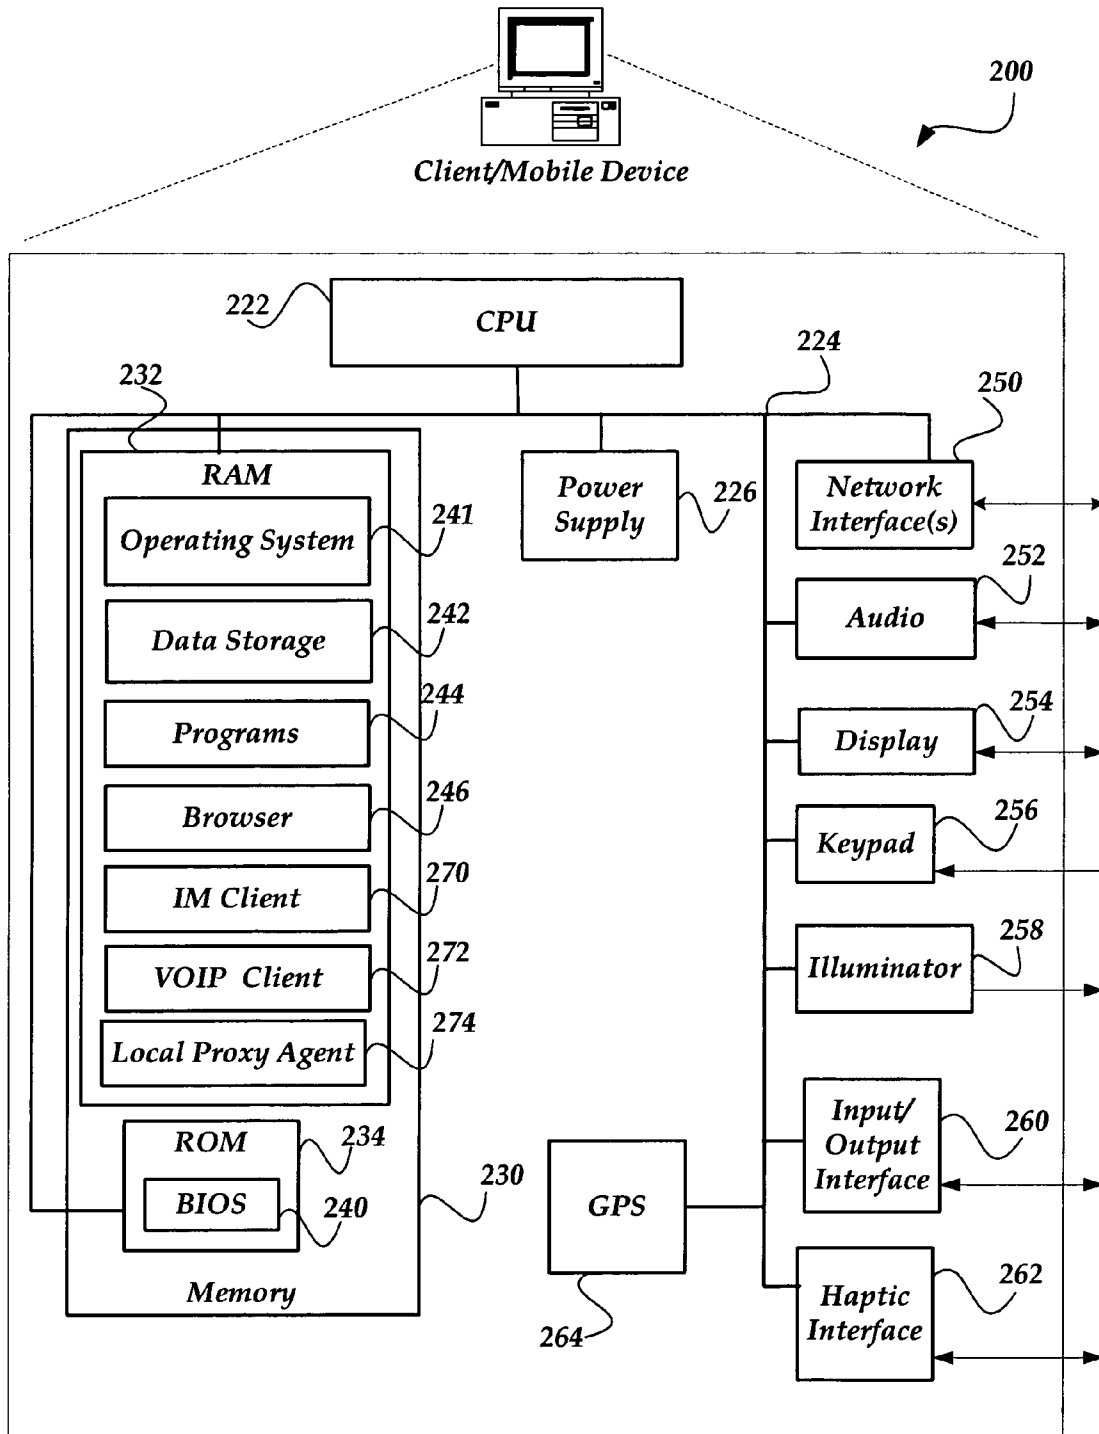 200
Client/Mobile Device
222
CPU
224
232
250
RAM
Network
Interface(s)
Power
Supply
226
Operating System
241
252
Audio
Data Storage
242
Programs
244
254
Display
Browser
246
256
Keypad
IM Client
270
258
Illuminator
VOIP Client
272
Local Proxy Agent
274
Input/
Output
Interface
260
ROM
234
BIOS
240
230
GPS
264
Memory
Haptic
Interface
262